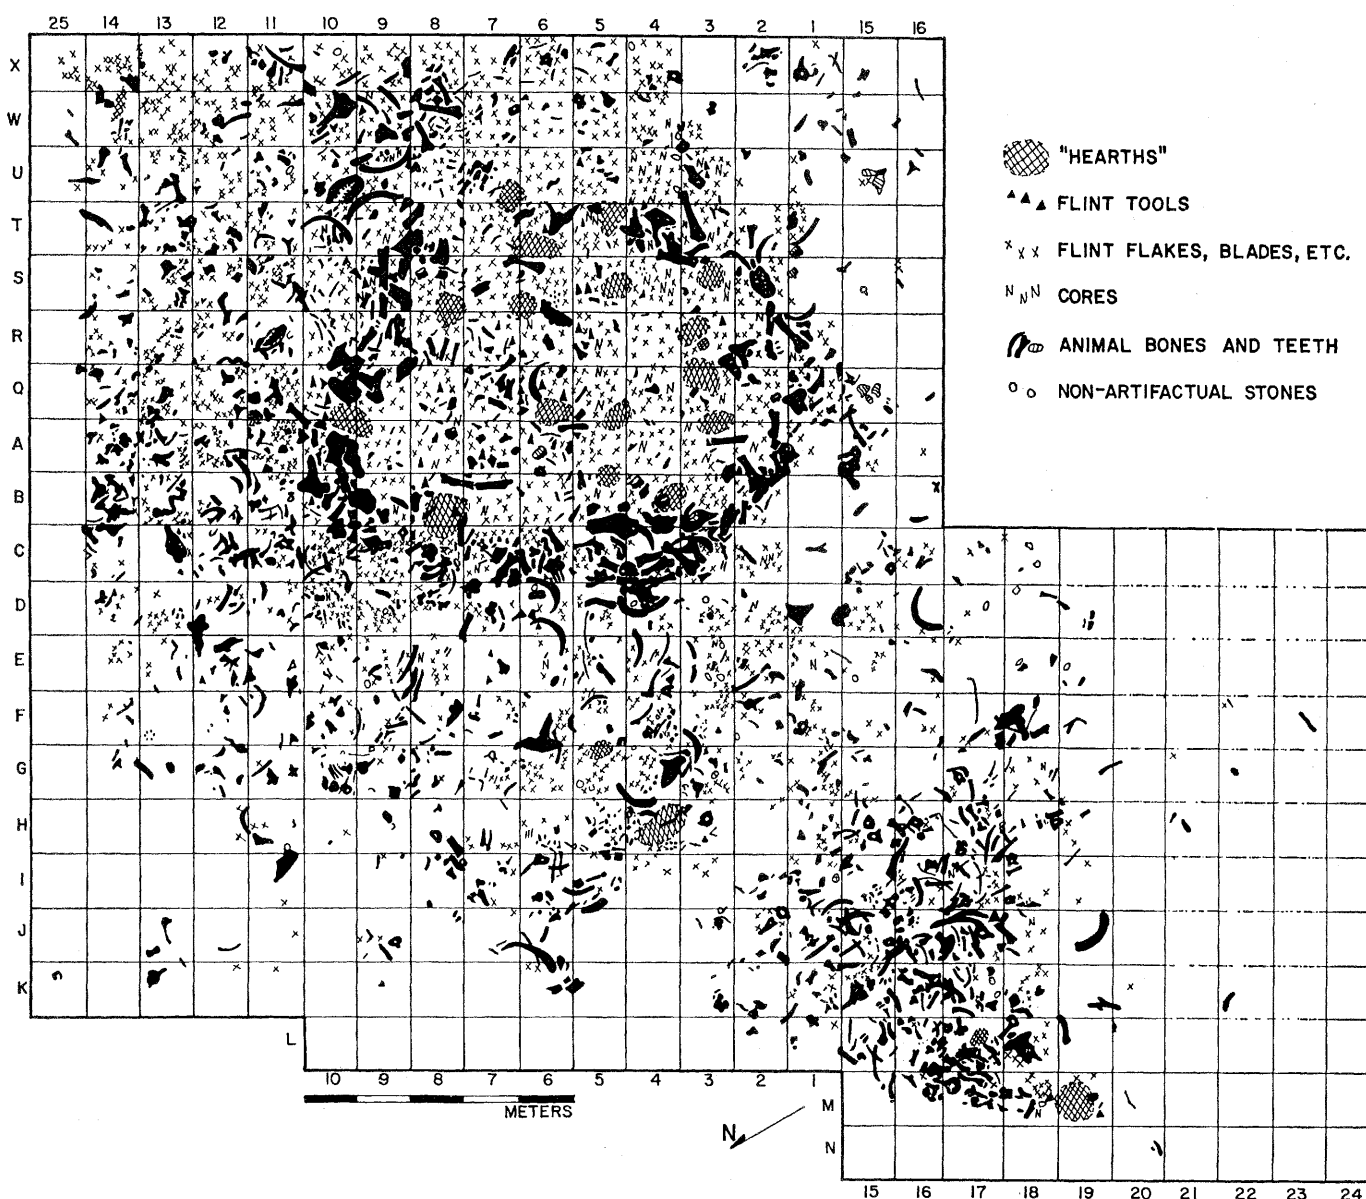 25 14 13 12 11 10 9 8 7 6 5 4 3 2 1 15 16
X
W
U
T
S
R
Q
A
B
C
D
E
F
G
H
I
J
K
L
"HEARTHS"
FLINT TOOLS
FLINT FLAKES, BLADES, ETC.
CORES
ANIMAL BONES AND TEETH
NON-ARTIFACTUAL STONES
10 9 8 7 6 5 4 3 2 1
METERS
N
M
N
15 16 17 18 19 20 21 22 23 24